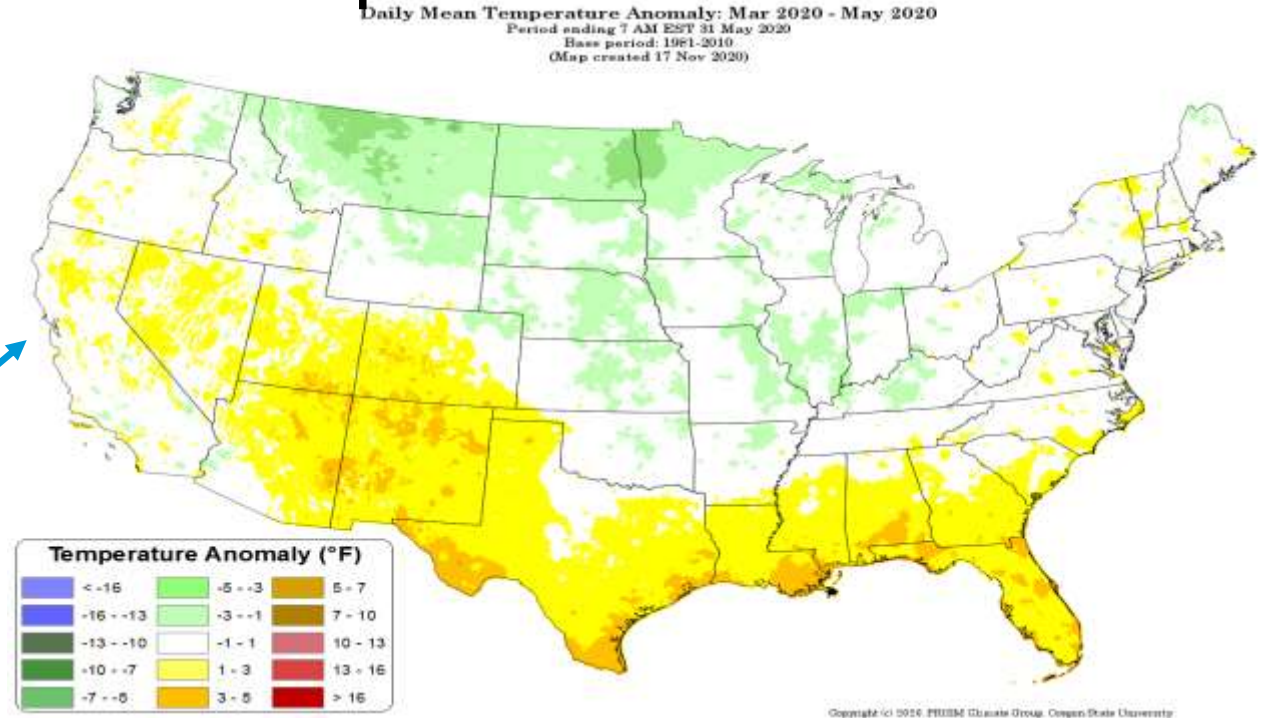 Daily Mean Temperature Anomaly: Mar 2020 - May 2020
Period ending 7 AM EST 31 May 2020
Base period: 1981-2010
(Map created 17 Nov 2020)
Temperature Anomaly (°F)
< -16
-5 - -3
5 - 7
-16 - -13
-3 - -1
7 - 10
-13 - -10
-1 - 1
10 - 13
-10 - -7
1 - 3
13 - 16
-7 - -5
3 - 5
> 16
Copyright (c) 2020, PRISM Climate Group, Oregon State University